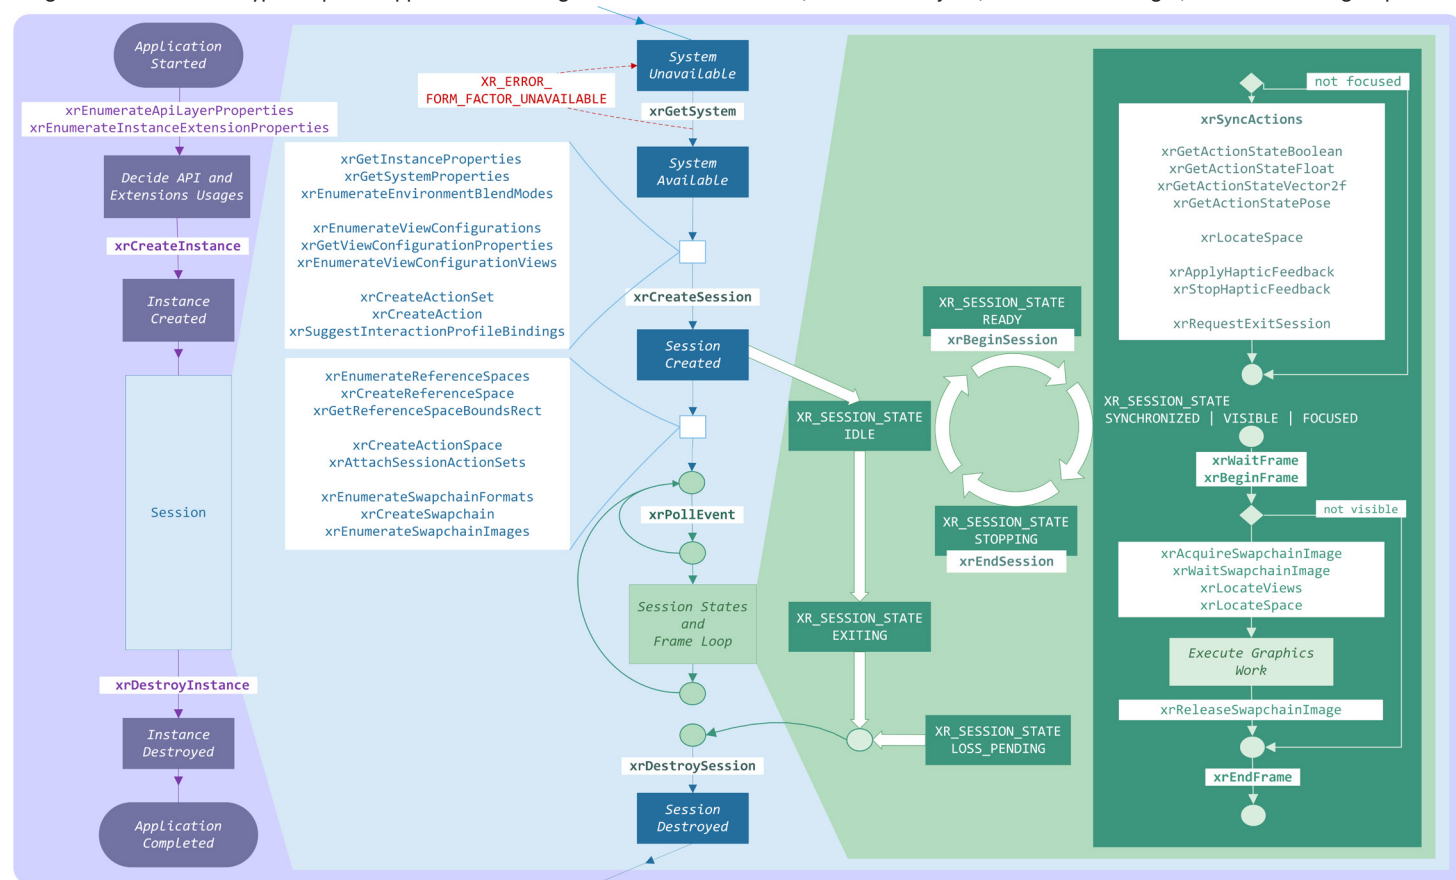 Application
Started
xrEnumerateApiLayerProperties
xrEnumerateInstanceExtensionProperties
Decide API and
Extensions Usages
xrCreateInstance
Instance
Created
Session
xrDestroyInstance
Instance
Destroyed
Application
Completed
System
Unavailable
XR_ERROR_
FORM_FACTOR_UNAVAILABLE
xrGetSystem
System
Available
xrGetInstanceProperties
xrGetSystemProperties
xrEnumerateEnvironmentBlendModes
xrEnumerateViewConfigurations
xrGetViewConfigurationProperties
xrEnumerateViewConfigurationViews
xrCreateActionSet
xrCreateAction
xrSuggestInteractionProfileBindings
xrCreateSession
Session
Created
xrEnumerateReferenceSpaces
xrCreateReferenceSpace
xrGetReferenceSpaceBoundsRect
xrCreateActionSpace
xrAttachSessionActionSets
xrEnumerateSwapchainFormats
xrCreateSwapchain
xrEnumerateSwapchainImages
xrPollEvent
Session States
and
Frame Loop
xrDestroySession
Session
Destroyed
XR_SESSION_STATE
IDLE
XR_SESSION_STATE
EXITING
XR_SESSION_STATE
READY
xrBeginSession
XR_SESSION_STATE
STOPPING
xrEndSession
XR_SESSION_STATE
LOSS_PENDING
not focused
xrSyncActions
xrGetActionStateBoolean
xrGetActionStateFloat
xrGetActionStateVector2f
xrGetActionStatePose
xrLocateSpace
xrApplyHapticFeedback
xrStopHapticFeedback
xrRequestExitSession
XR_SESSION_STATE
SYNCHRONIZED | VISIBLE | FOCUSED
xrWaitFrame
xrBeginFrame
not visible
xrAcquireSwapchainImage
xrWaitSwapchainImage
xrLocateViews
xrLocateSpace
Execute Graphics
Work
xrReleaseSwapchainImage
xrEndFrame